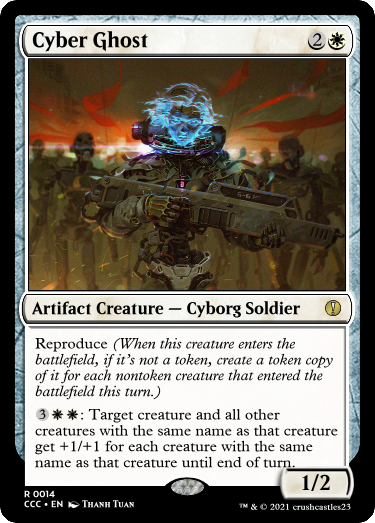 Cyber Ghost 2
Artifact Creature — Cyborg Soldier
Reproduce (When this creature enters the
battlefield, if it's not a token, create a token copy
of it for each nontoken creature that entered the
battlefield this turn.)
3: Target creature and all other
creatures with the same name as that creature
get +1/+1 for each creature with the same
name as that creature until end of turn.
1/2
R 0014
CCC • EN Thanh Tuan
™ & © 2021 crushcastles23